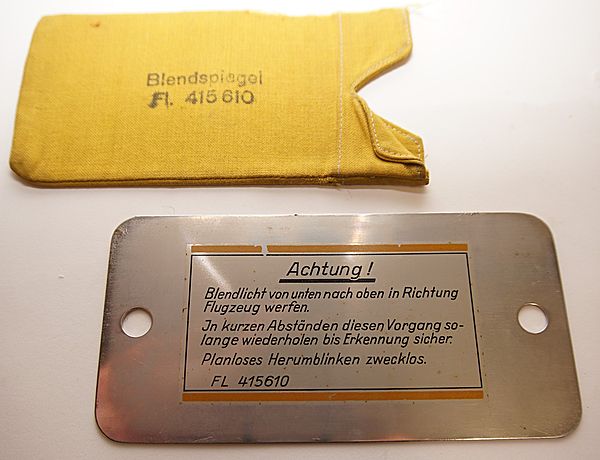 Blendspiegel
Fl. 415610
Achtung!
Blendlicht von unten nach oben in Richtung
Flugzeug werfen.
Jn kurzen Abständen diesen Vorgang so-
lange wiederholen bis Erkennung sicher.
Planloses Herumblinken zwecklos.
FL 415610